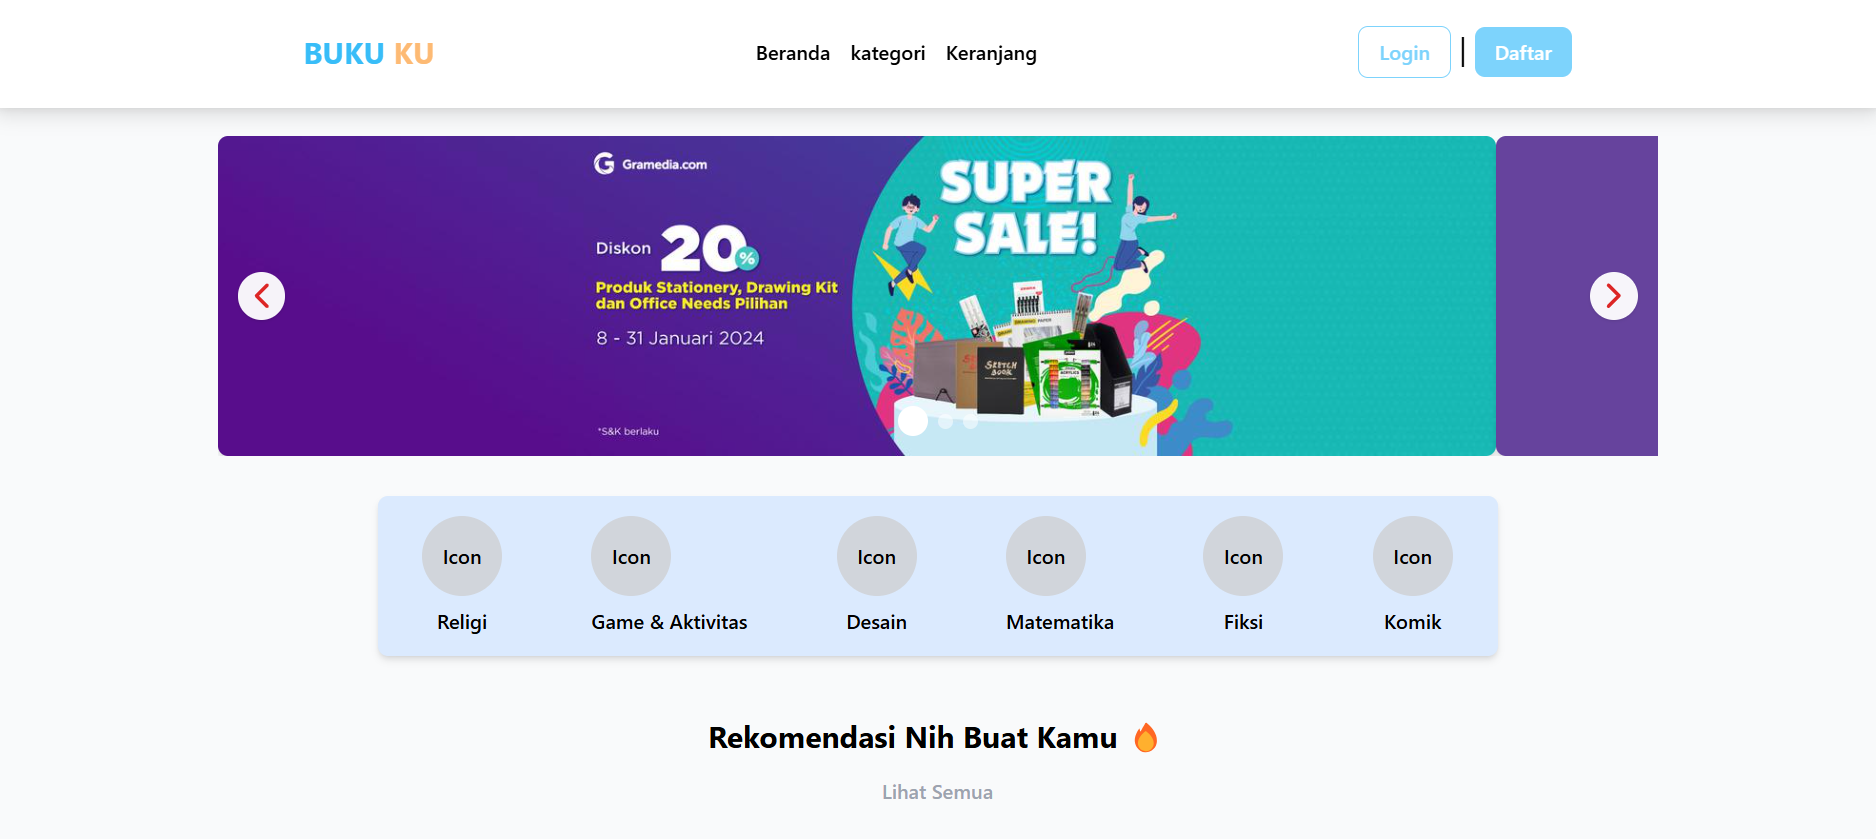 BUKU KU
Beranda kategori Keranjang
Login | Daftar
Gramedia.com
SUPER
SALE!
Diskon 20%
Produk Stationery, Drawing Kit
dan Office Needs Pilihan
8 - 31 Januari 2024
*S&K berlaku
SKETCH
BOOK
Icon Icon Icon Icon Icon Icon
Religi Game & Aktivitas Desain Matematika Fiksi Komik
Rekomendasi Nih Buat Kamu 🔥
Lihat Semua